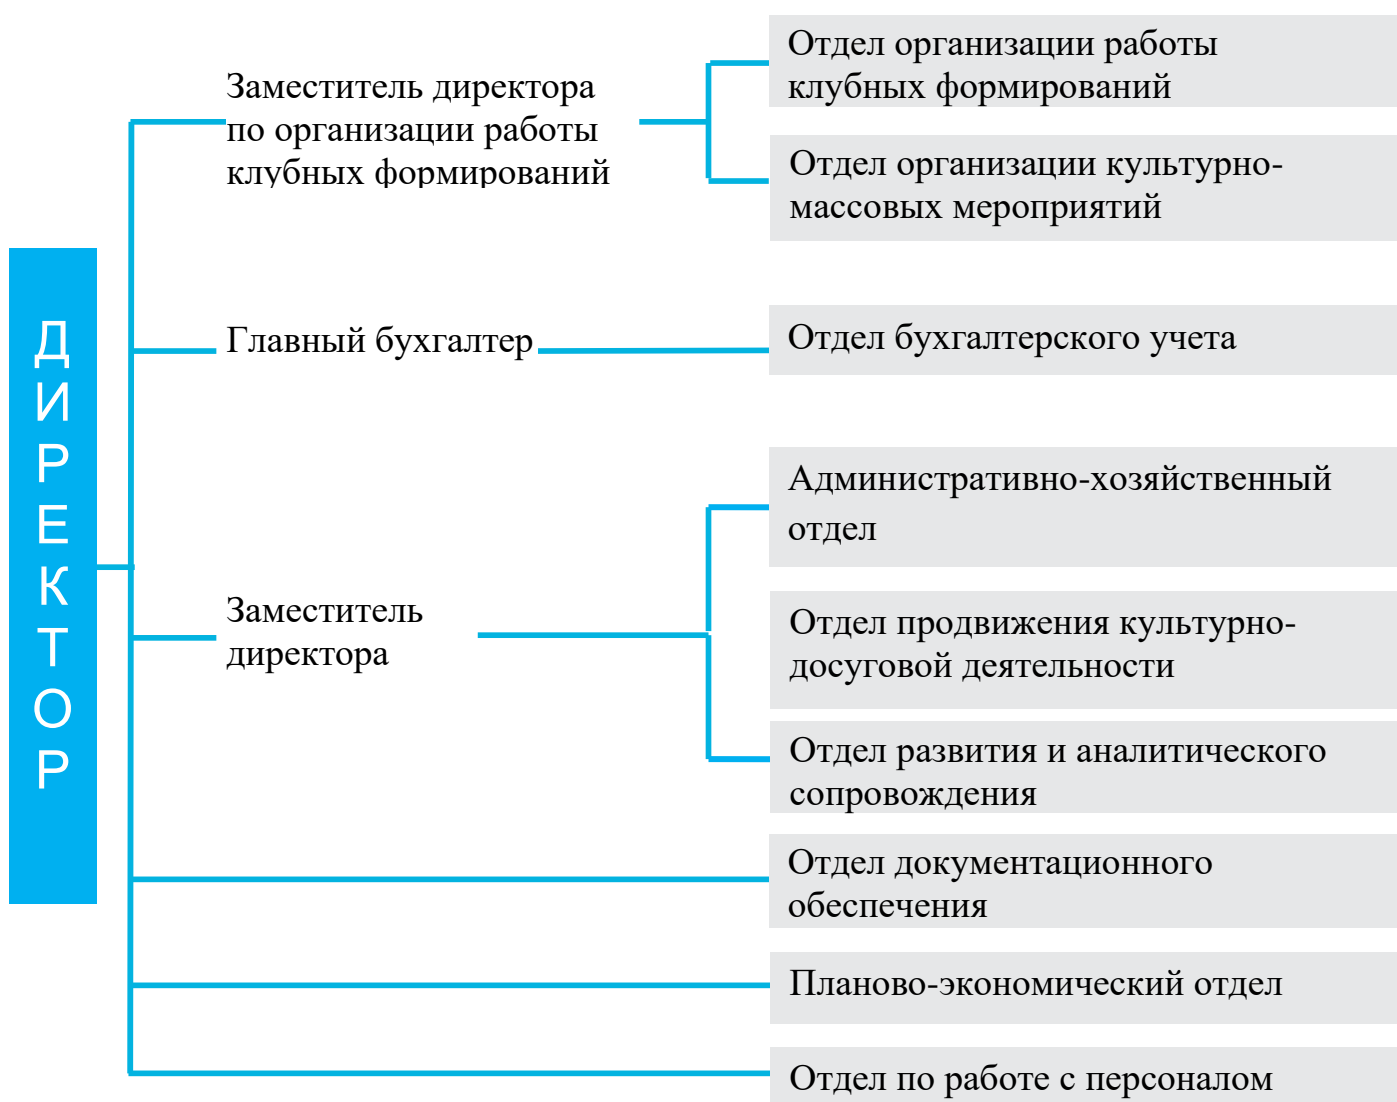 ДИРЕКТОР
Заместитель директора
по организации работы
клубных формирований
Отдел организации работы
клубных формирований
Отдел организации культурно-
массовых мероприятий
Главный бухгалтер
Отдел бухгалтерского учета
Заместитель
директора
Административно-хозяйственный
отдел
Отдел продвижения культурно-
досуговой деятельности
Отдел развития и аналитического
сопровождения
Отдел документационного
обеспечения
Планово-экономический отдел
Отдел по работе с персоналом